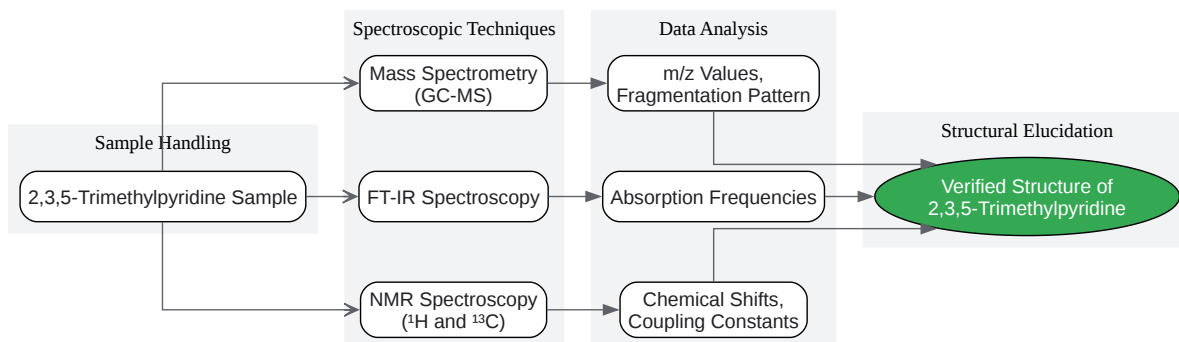 Spectroscopic Techniques
Data Analysis
Mass Spectrometry
(GC-MS)
m/z Values,
Fragmentation Pattern
Sample Handling
Structural Elucidation
2,3,5-Trimethylpyridine Sample
FT-IR Spectroscopy
Absorption Frequencies
Verified Structure of
2,3,5-Trimethylpyridine
NMR Spectroscopy
(¹H and ¹³C)
Chemical Shifts,
Coupling Constants